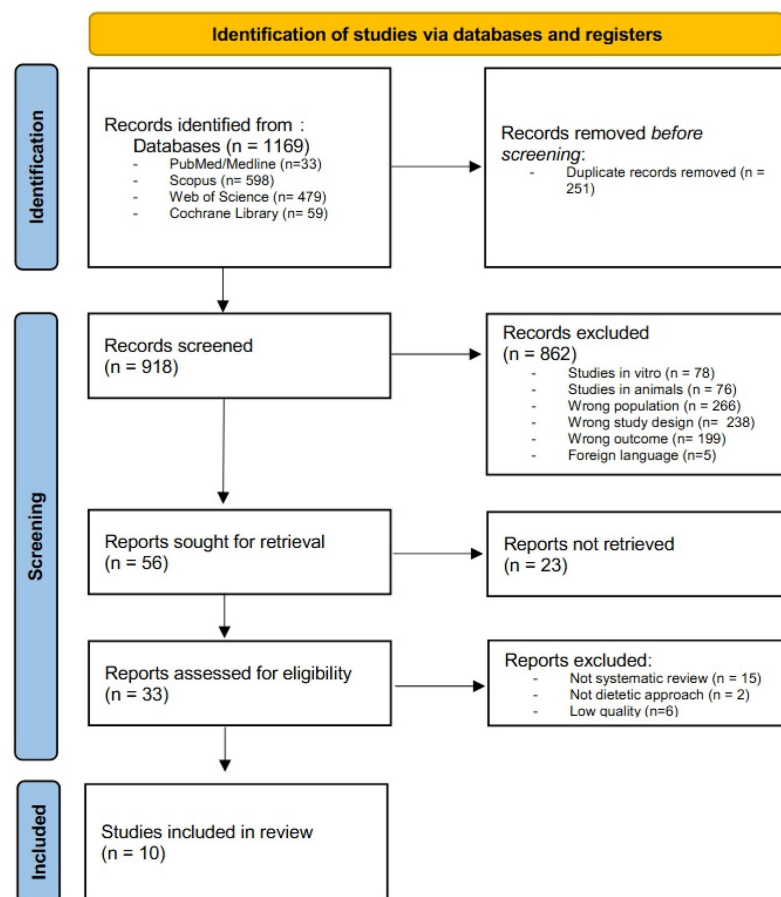 Identification of studies via databases and registers
Identification
Records identified from :
Databases (n = 1169)
- PubMed/Medline (n=33)
- Scopus (n= 598)
- Web of Science (n= 479)
- Cochrane Library (n= 59)
Records removed before
screening:
- Duplicate records removed (n =
251)
Screening
Records screened
(n = 918)
Records excluded
(n = 862)
- Studies in vitro (n = 78)
- Studies in animals (n = 76)
- Wrong population (n = 266)
- Wrong study design (n=  238)
- Wrong outcome (n= 199)
- Foreign language (n=5)
Reports sought for retrieval
(n = 56)
Reports not retrieved
(n = 23)
Reports assessed for eligibility
(n = 33)
Reports excluded:
- Not systematic review (n = 15)
- Not dietetic approach (n = 2)
- Low quality (n=6)
Included
Studies included in review
(n = 10)